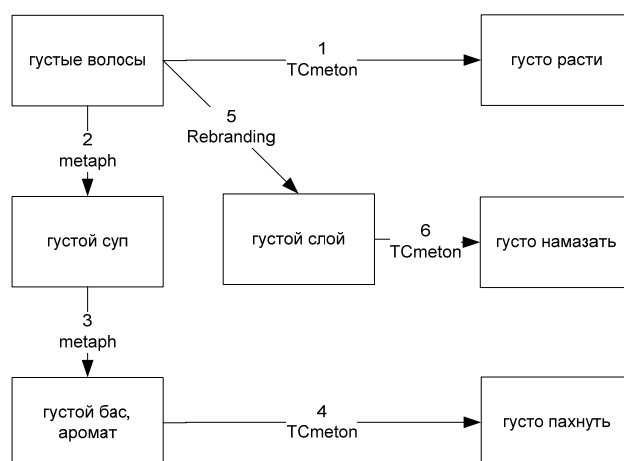 густые волосы
1
TCmeton
густо расти
2
metaph
5
Rebranding
густой суп
густой слой
6
TCmeton
густо намазать
3
metaph
густой бас,
аромат
4
TCmeton
густо пахнуть